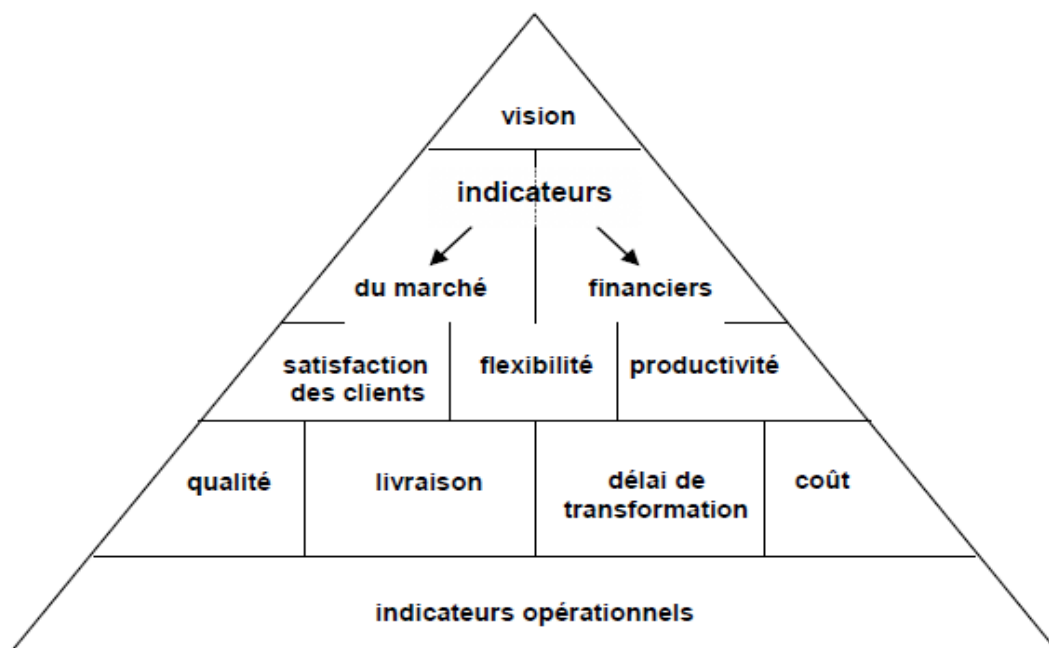 vision
indicateurs
du marché financiers
satisfaction flexibilité productivité
des clients
qualité livraison délai de coût
transformation
indicateurs opérationnels